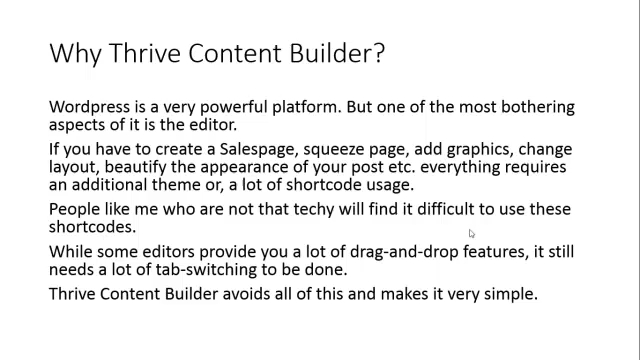 Why Thrive Content Builder?
Wordpress is a very powerful platform. But one of the most bothering
aspects of it is the editor.
If you have to create a Salespage, squeeze page, add graphics, change
layout, beautify the appearance of your post etc. everything requires
an additional theme or, a lot of shortcode usage.
People like me who are not that techy will find it difficult to use these
shortcodes.
While some editors provide you a lot of drag-and-drop features, it still
needs a lot of tab-switching to be done.
Thrive Content Builder avoids all of this and makes it very simple.